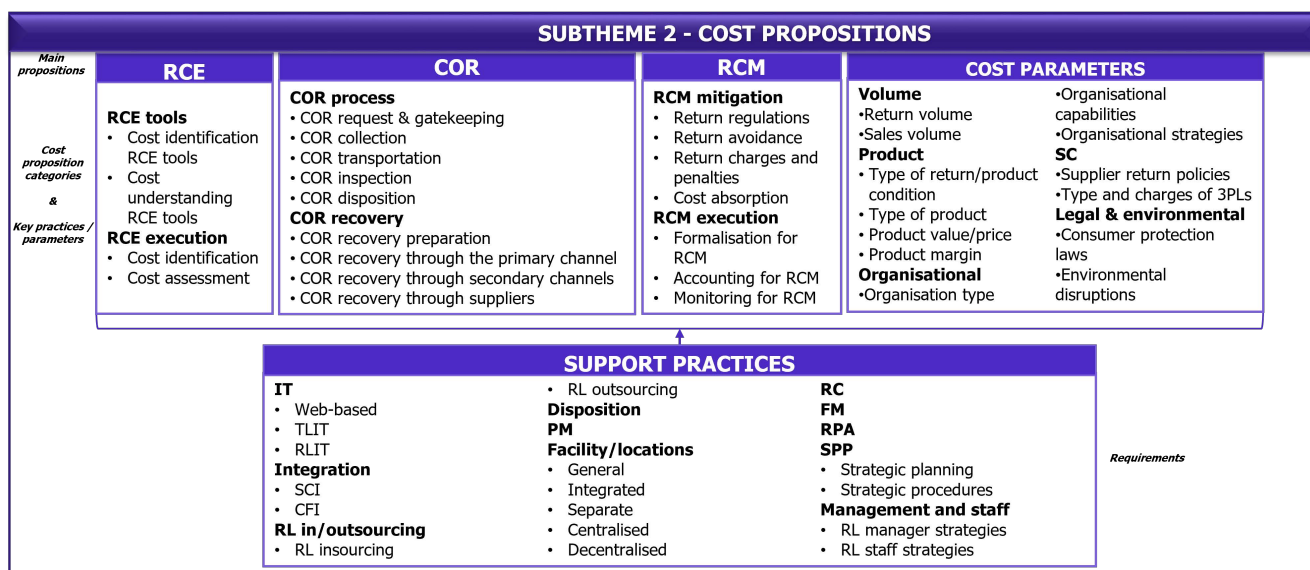 SUBTHEME 2 - COST PROPOSITIONS
Main
propositions
Cost
proposition
categories
&
Key practices /
parameters
RCE
RCE tools
• Cost identification
RCE tools
• Cost
understanding
RCE tools
RCE execution
• Cost identification
• Cost assessment
COR
COR process
• COR request & gatekeeping
• COR collection
• COR transportation
• COR inspection
• COR disposition
COR recovery
• COR recovery preparation
• COR recovery through the primary channel
• COR recovery through secondary channels
• COR recovery through suppliers
RCM
RCM mitigation
• Return regulations
• Return avoidance
• Return charges and
penalties
• Cost absorption
RCM execution
• Formalisation for
RCM
• Accounting for RCM
• Monitoring for RCM
COST PARAMETERS
Volume
•Return volume
•Sales volume
Product
• Type of return/product
condition
• Type of product
• Product value/price
• Product margin
Organisational
•Organisation type
•Organisational
capabilities
•Organisational strategies
SC
•Supplier return policies
•Type and charges of 3PLs
Legal & environmental
•Consumer protection
laws
•Environmental
disruptions
SUPPORT PRACTICES
IT
• Web-based
• TLIT
• RLIT
Integration
• SCI
• CFI
RL in/outsourcing
• RL insourcing
• RL outsourcing
Disposition
PM
Facility/locations
• General
• Integrated
• Separate
• Centralised
• Decentralised
RC
FM
RPA
SPP
• Strategic planning
• Strategic procedures
Management and staff
• RL manager strategies
• RL staff strategies
Requirements